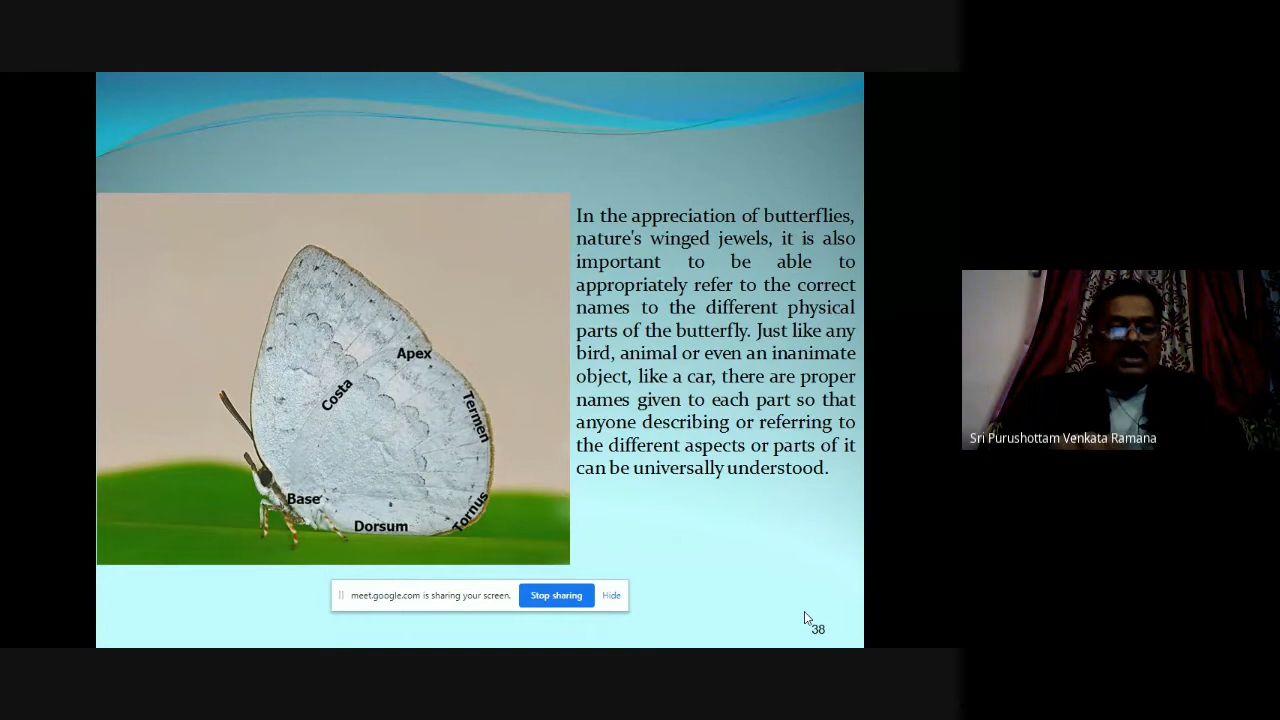 In the appreciation of butterflies,
nature's winged jewels, it is also
important to be able to
appropriately refer to the correct
names to the different physical
parts of the butterfly. Just like any
bird, animal or even an inanimate
object, like a car, there are proper
names given to each part so that
anyone describing or referring to
the different aspects or parts of it
can be universally understood.
Apex
Costa
Termen
Base
Tornus
Dorsum
meet.google.com is sharing your screen.
Stop sharing
Hide
38
Sri Purushottam Venkata Ramana